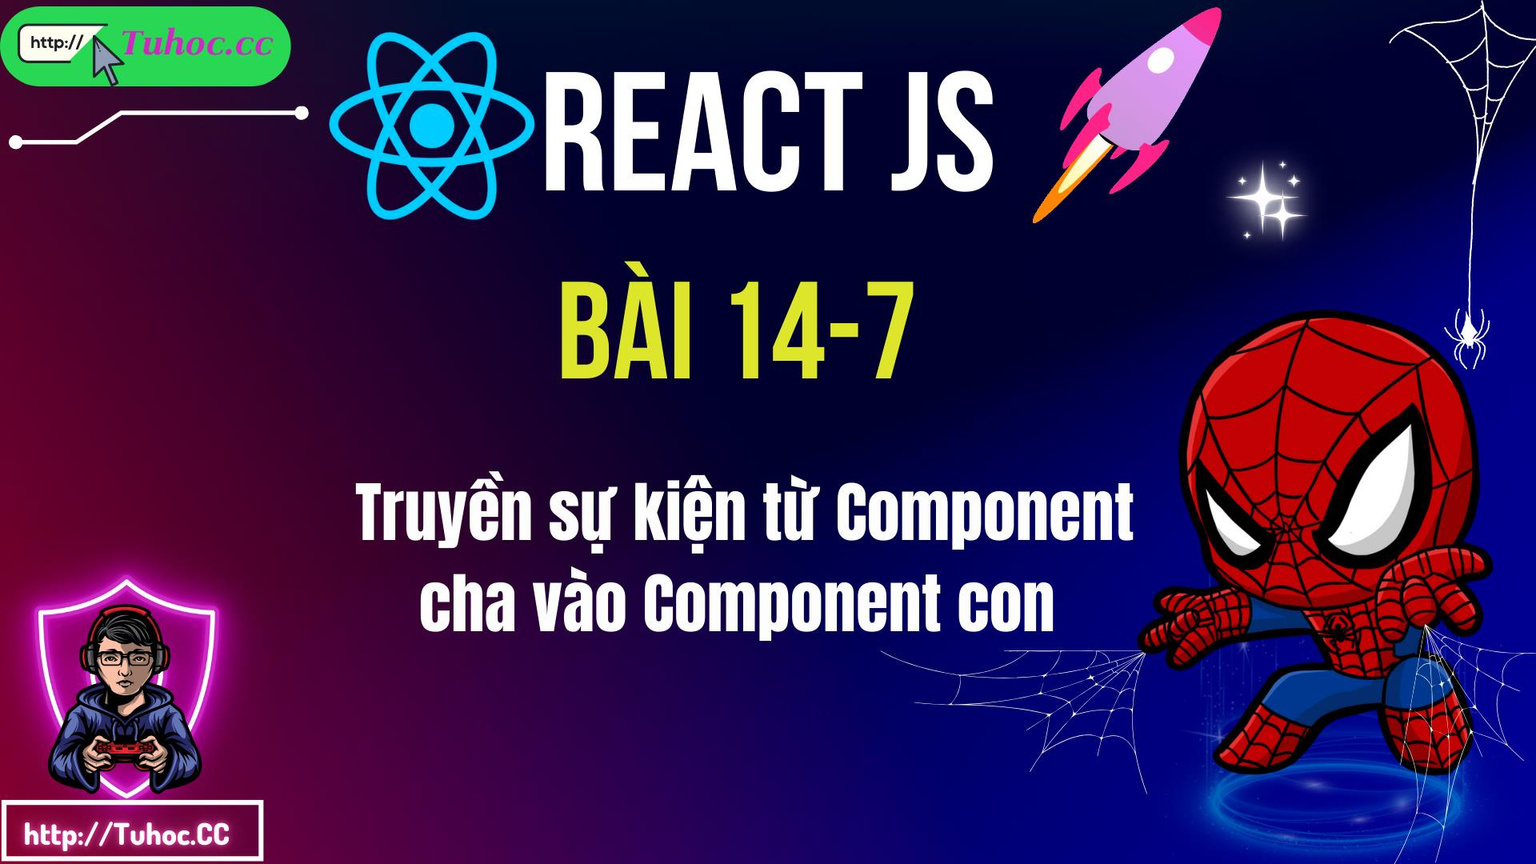 http://
Tuhoc.cc
REACT JS
BÀI 14-7
Truyền sự kiện từ Component
cha vào Component con
http://Tuhoc.CC